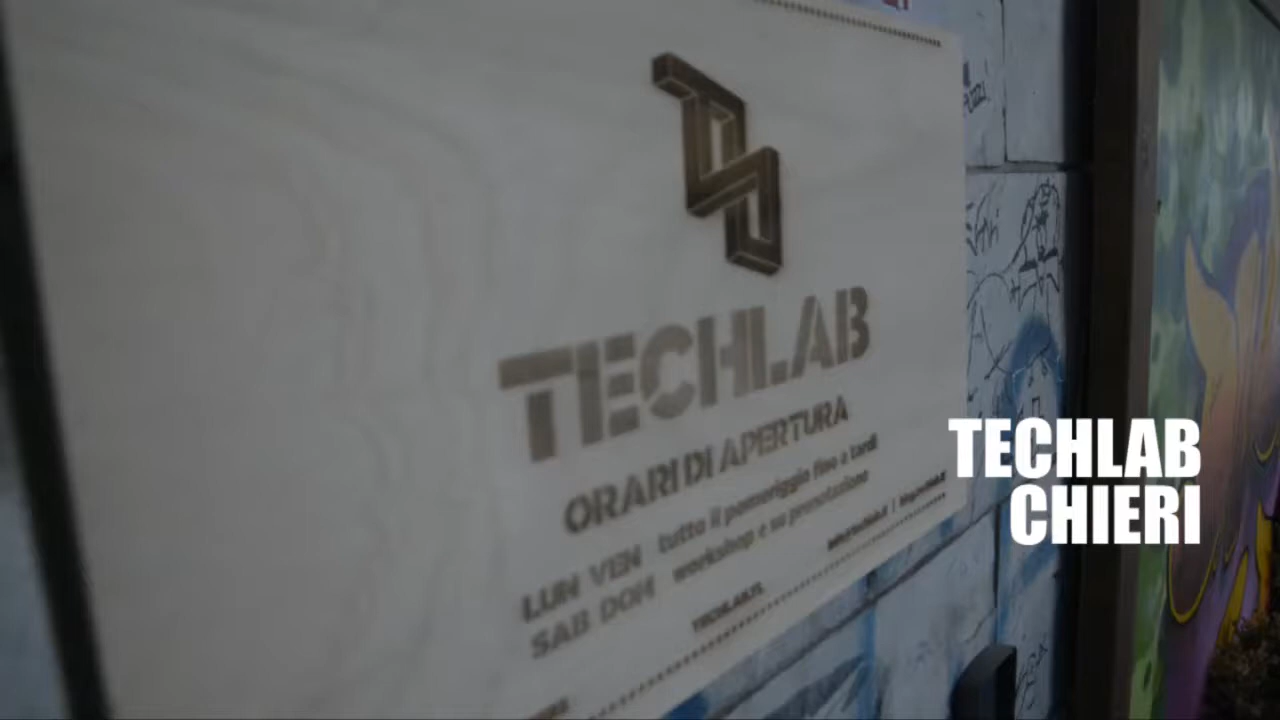 TECHLAB
ORARI DI APERTURA
LUN VEN tutto il pomeriggio fino a tardi
SAB DOM workshop e su prenotazione
TECHLAB
CHIERI